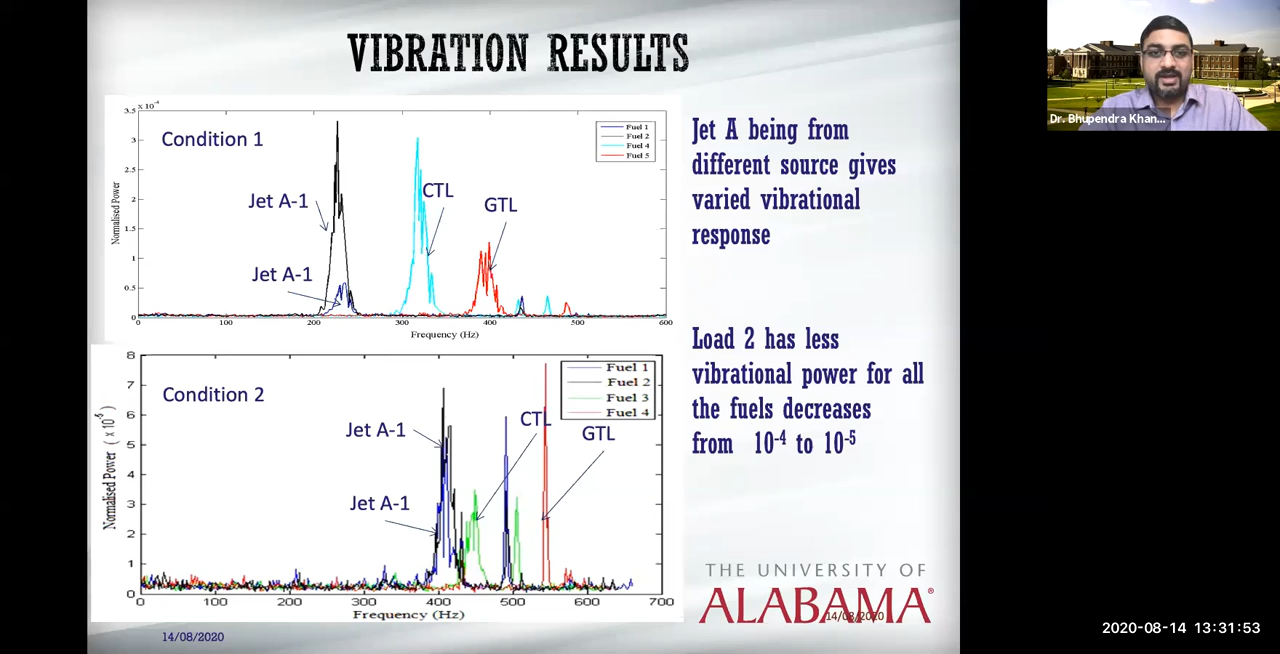 VIBRATION RESULTS
x 10^-4
3.5
3
2.5
2
1.5
1
0.5
0
Normalised Power
Condition 1
Jet A-1
Jet A-1
CTL
GTL
Fuel 1
Fuel 2
Fuel 4
Fuel 5
0 100 200 300 400 500 600
Frequency (Hz)
8
7
6
5
4
3
2
1
0
Normalised Power ( x 10^-5 )
Condition 2
Jet A-1
Jet A-1
CTL
GTL
Fuel 1
Fuel 2
Fuel 3
Fuel 4
0 100 200 300 400 500 600 700
Frequency (Hz)
14/08/2020
Jet A being from
different source gives
varied vibrational
response
Load 2 has less
vibrational power for all
the fuels decreases
from 10^-4 to 10^-5
THE UNIVERSITY OF
ALABAMA®
14/08/2020
Dr. Bhupendra Khan...
2020-08-14 13:31:53